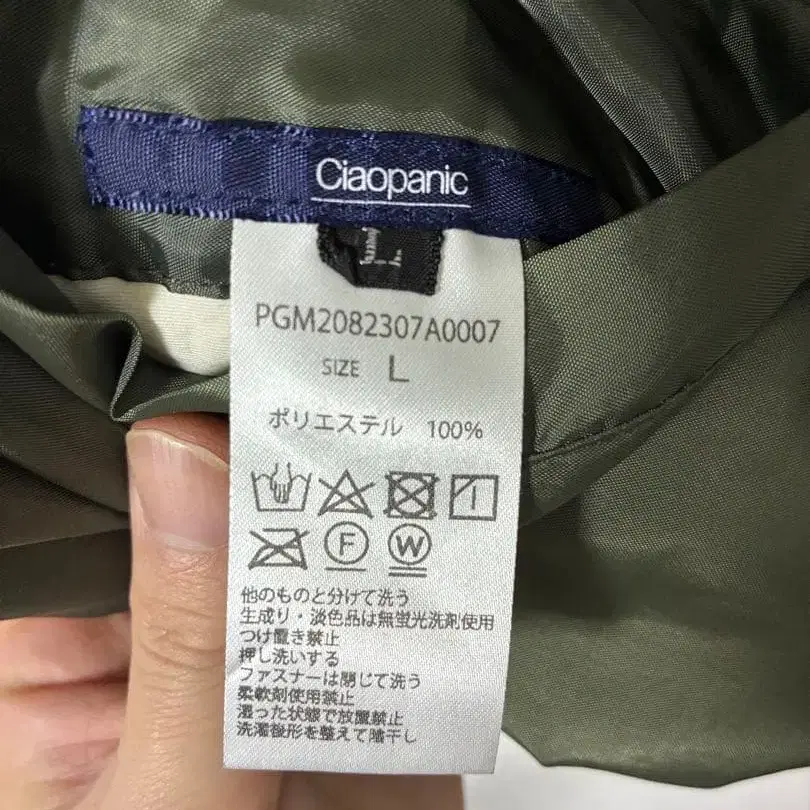 Ciaopanic
L
PGM2082307A0007
SIZE L
ポリエステル 100%
F W
他のものと分けて洗う
生成り・淡色品は無蛍光洗剤使用
つけ置き禁止
押し洗いする
ファスナーは閉じて洗う
柔軟剤使用禁止
湿った状態で放置禁止
洗濯後形を整えて陰干し